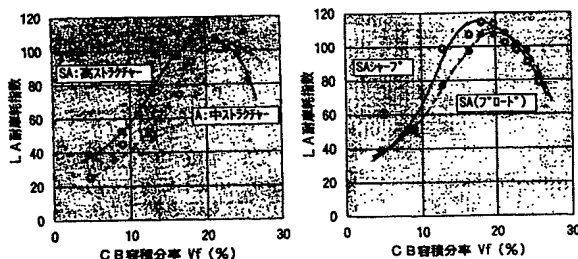 LA耐摩耗指数
120
100
80
60
40
20
0
SA:高ストラクチャー
A:中ストラクチャー
0 10 20 30
CB容積分率 Vf (%)
LA耐摩耗指数
120
100
80
60
40
20
0
SAシャープ
SA(ブロード)
0 10 20 30
CB容積分率 Vf (%)